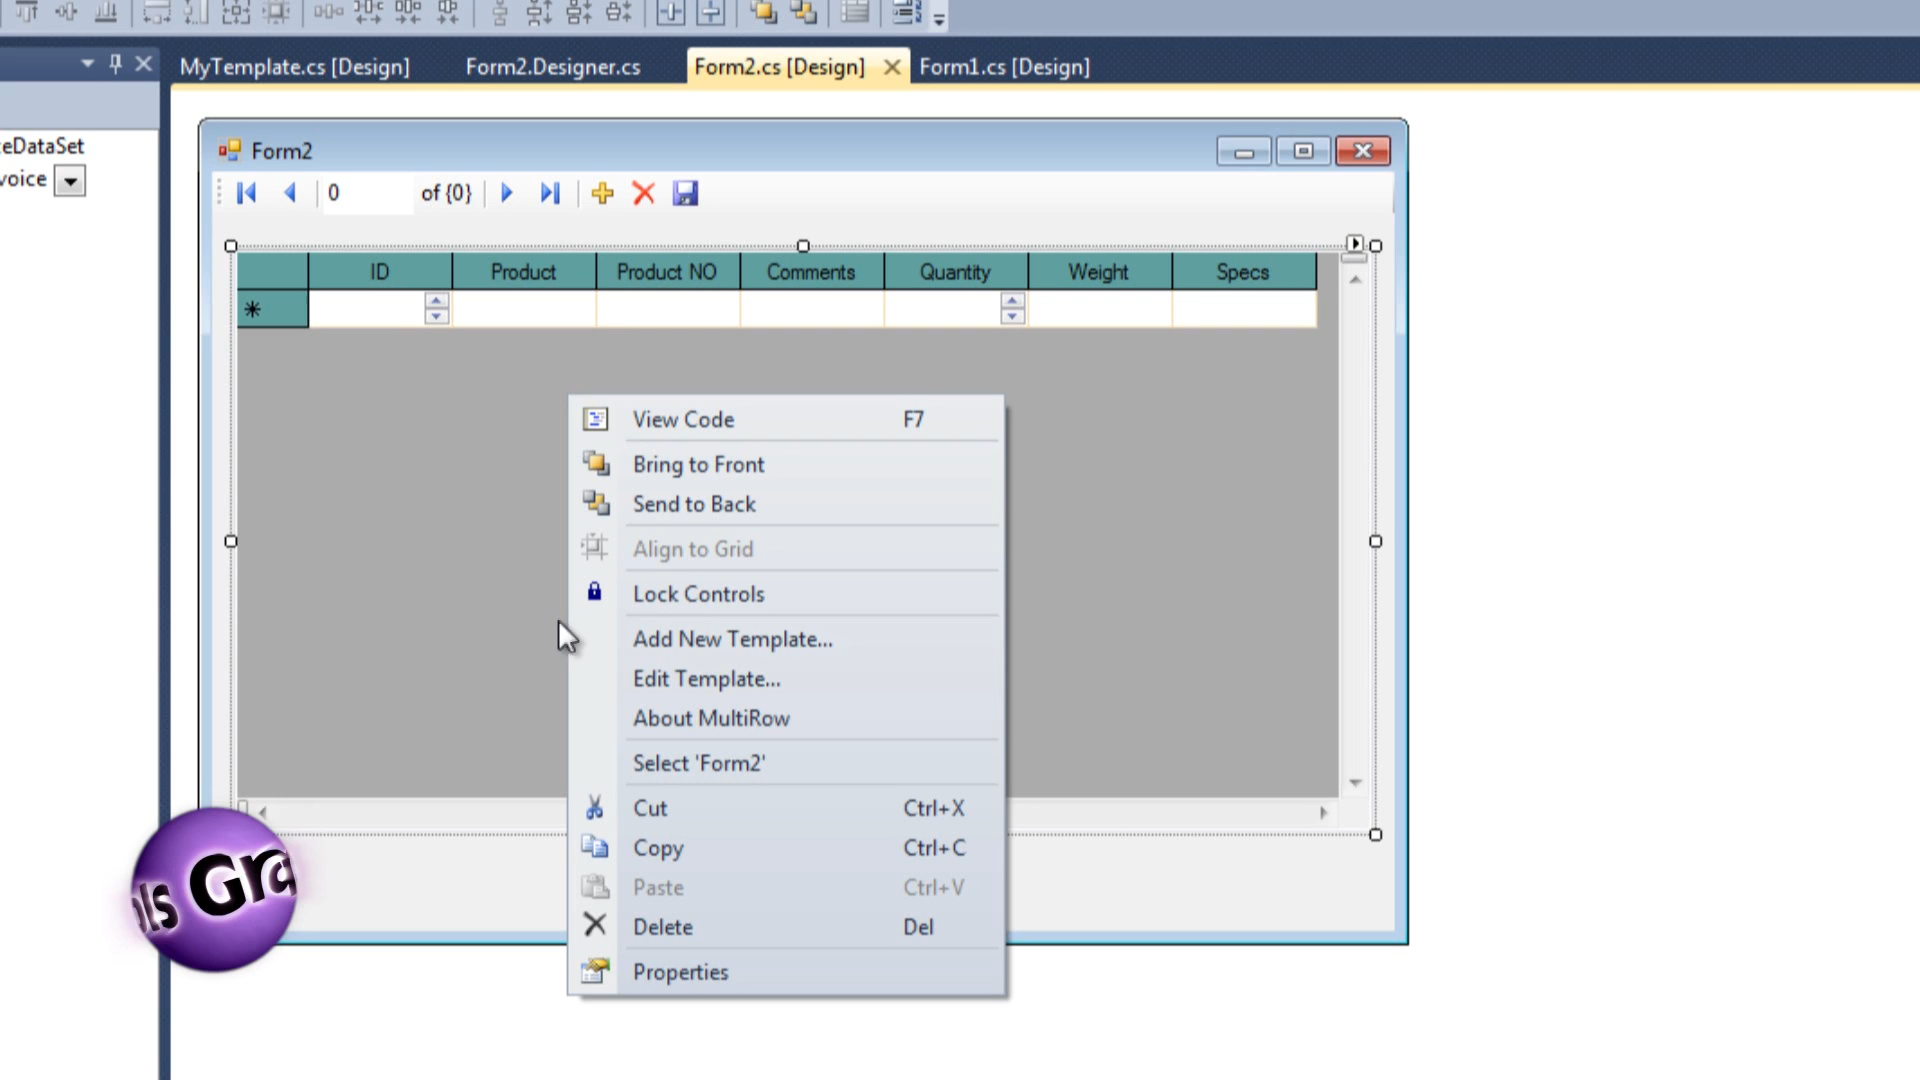 MyTemplate.cs [Design]
Form2.Designer.cs
Form2.cs [Design]
Form1.cs [Design]
eDataSet
voice
Form2
0
of {0}
ID
Product
Product NO
Comments
Quantity
Weight
Specs
View Code F7
Bring to Front
Send to Back
Align to Grid
Lock Controls
Add New Template...
Edit Template...
About MultiRow
Select 'Form2'
Cut Ctrl+X
Copy Ctrl+C
Paste Ctrl+V
Delete Del
Properties
ols Gra